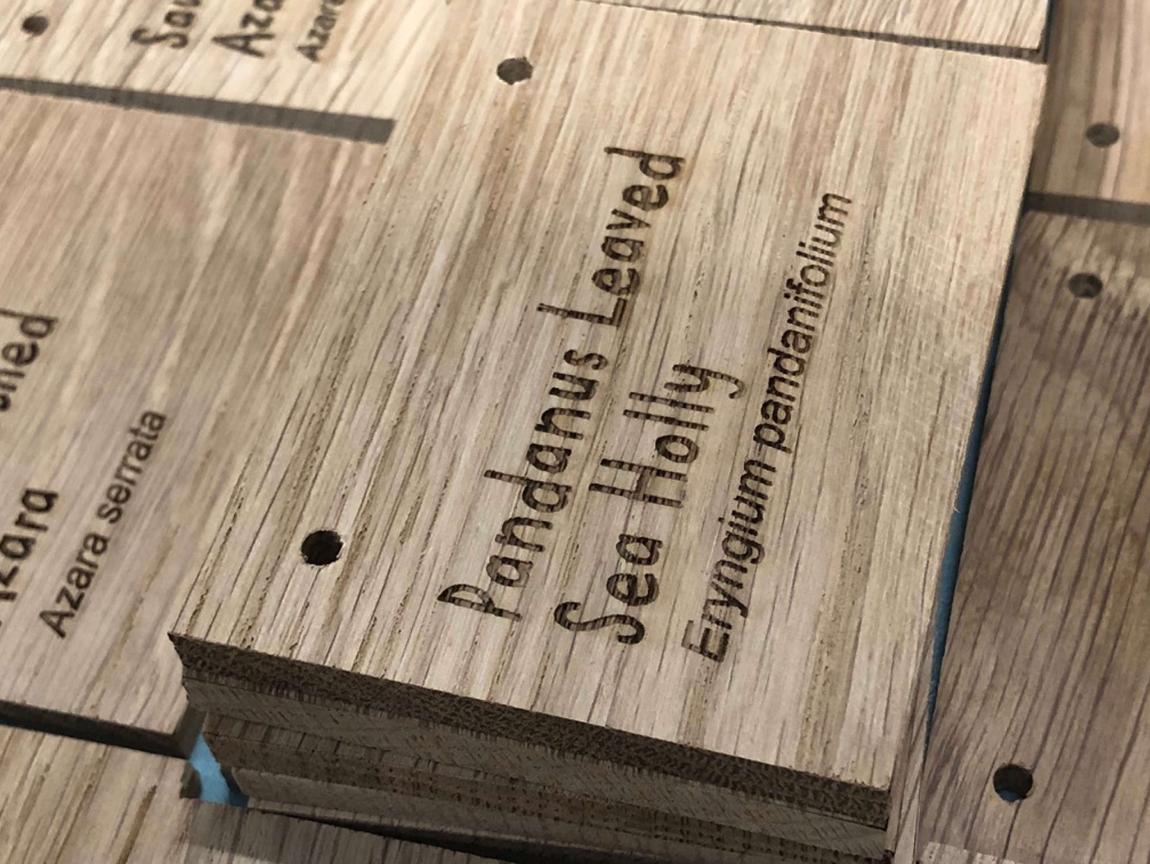 Pandanus Leaved
Sea Holly
Eryngium pandanifolium
Azara
Azara serrata